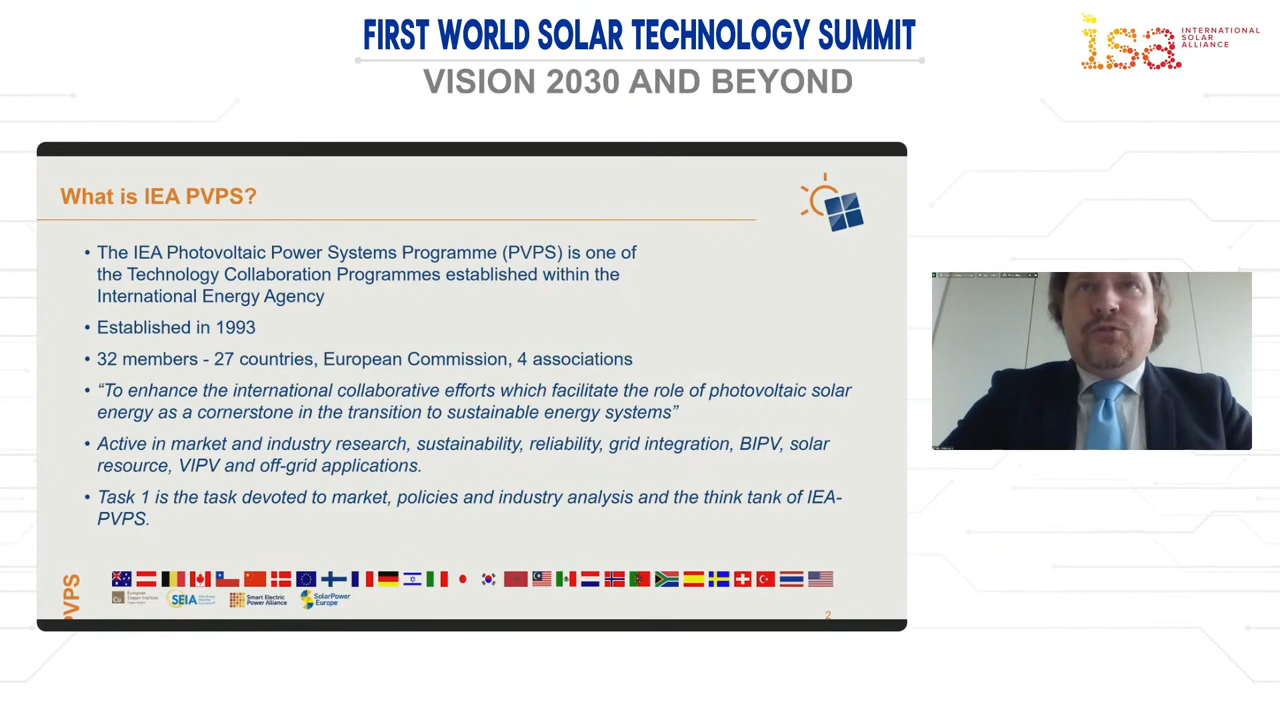 FIRST WORLD SOLAR TECHNOLOGY SUMMIT
VISION 2030 AND BEYOND
isa
INTERNATIONAL
SOLAR
ALLIANCE
What is IEA PVPS?
• The IEA Photovoltaic Power Systems Programme (PVPS) is one of
the Technology Collaboration Programmes established within the
International Energy Agency
• Established in 1993
• 32 members - 27 countries, European Commission, 4 associations
• “To enhance the international collaborative efforts which facilitate the role of photovoltaic solar
energy as a cornerstone in the transition to sustainable energy systems”
• Active in market and industry research, sustainability, reliability, grid integration, BIPV, solar
resource, VIPV and off-grid applications.
• Task 1 is the task devoted to market, policies and industry analysis and the think tank of IEA-
PVPS.
PVPS
Cu
European
Copper Institute
SEIA
Smart Electric
Power Alliance
SolarPower
Europe
2